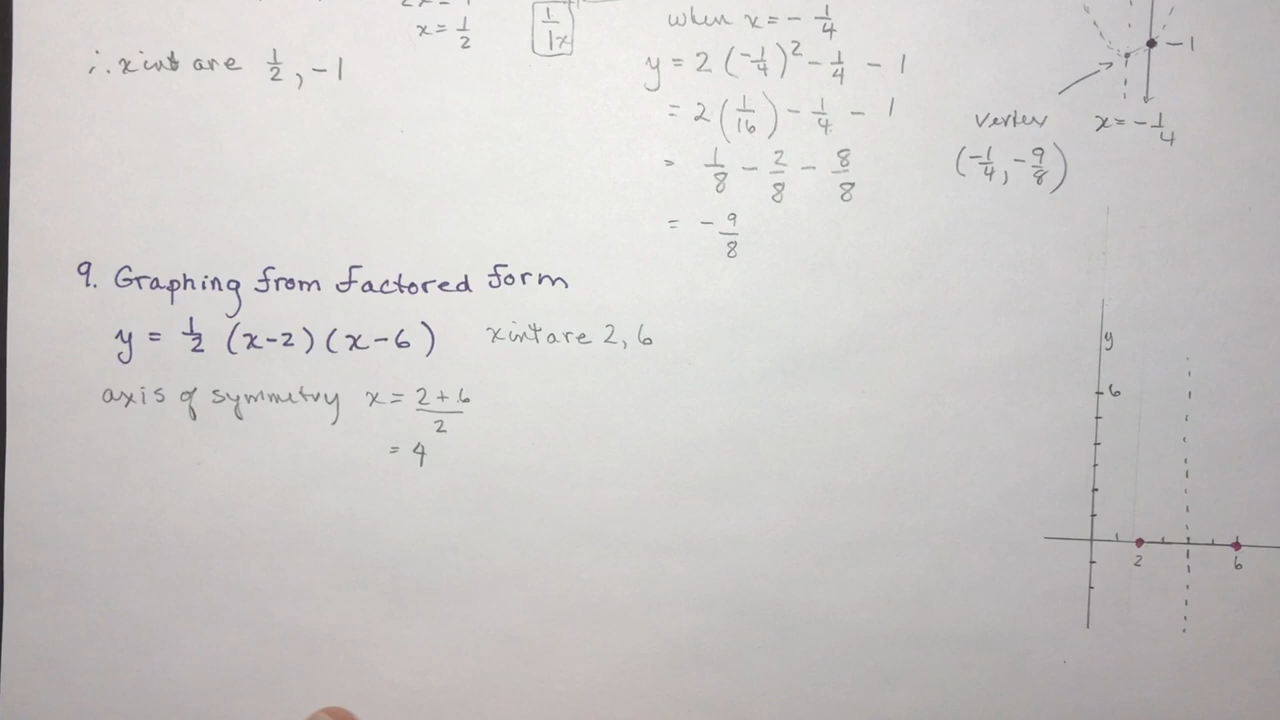 x = 1/2
1/1x
∴ x int are 1/2, -1
when x = - 1/4
y = 2 (-1/4)² - 1/4 - 1
= 2 (1/16) - 1/4 - 1
= 1/8 - 2/8 - 8/8
= - 9/8
-1
vertex
x = - 1/4
(-1/4, -9/8)
9. Graphing from factored form
y = 1/2 (x-2)(x-6)
x int are 2, 6
axis of symmetry x = 2+6/2
= 4
y
6
2
6